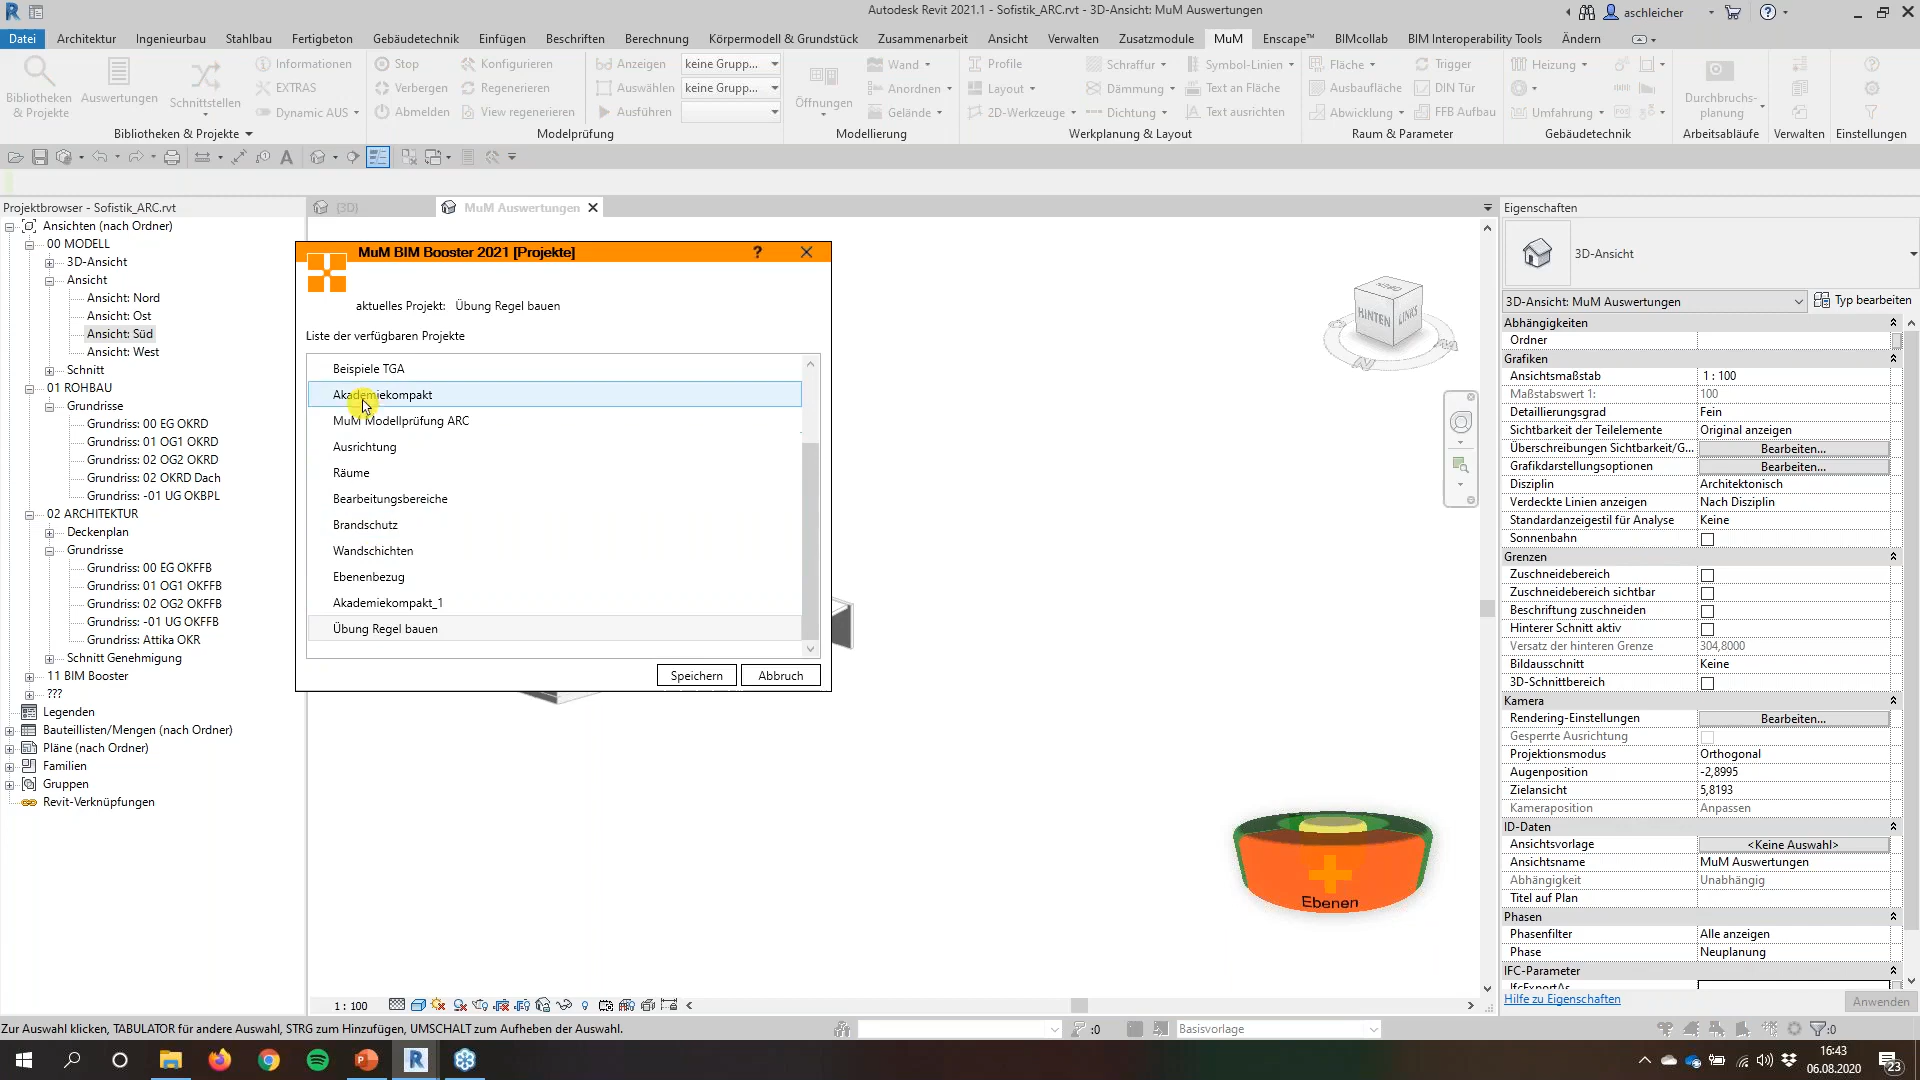 Autodesk Revit 2021.1 - Sofistik_ARC.rvt - 3D-Ansicht: MuM Auswertungen
aschleicher
Datei Architektur Ingenieurbau Stahlbau Fertigbeton Gebäudetechnik Einfügen Beschriften Berechnung Körpermodell & Grundstück Zusammenarbeit Ansicht Verwalten Zusatzmodule MuM Enscape™ BIMcollab BIM Interoperability Tools Ändern
Bibliotheken & Projekte
Auswertungen
Schnittstellen
Informationen
EXTRAS
Dynamic AUS
Bibliotheken & Projekte
Stop
Verbergen
Abmelden
Konfigurieren
Regenerieren
View regenerieren
Anzeigen keine Grupp...
Auswählen keine Grupp...
Ausführen
Modelprüfung
Öffnungen
Wand
Anordnen
Gelände
Modellierung
Profile
Layout
2D-Werkzeuge
Schraffur
Dämmung
Dichtung
Symbol-Linien
Text an Fläche
Text ausrichten
Werkplanung & Layout
Fläche
Ausbaufläche
Abwicklung
Trigger
DIN Tür
FFB Aufbau
Raum & Parameter
Heizung
Umfahrung
Gebäudetechnik
Durchbruchs-
planung
Arbeitsabläufe
Verwalten
Einstellungen
Projektbrowser - Sofistik_ARC.rvt
Ansichten (nach Ordner)
00 MODELL
3D-Ansicht
Ansicht
Ansicht: Nord
Ansicht: Ost
Ansicht: Süd
Ansicht: West
Schnitt
01 ROHBAU
Grundrisse
Grundriss: 00 EG OKRD
Grundriss: 01 OG1 OKRD
Grundriss: 02 OG2 OKRD
Grundriss: 02 OKRD Dach
Grundriss: -01 UG OKBPL
02 ARCHITEKTUR
Deckenplan
Grundrisse
Grundriss: 00 EG OKFFB
Grundriss: 01 OG1 OKFFB
Grundriss: 02 OG2 OKFFB
Grundriss: -01 UG OKFFB
Grundriss: Attika OKR
Schnitt Genehmigung
11 BIM Booster
???
Legenden
Bauteillisten/Mengen (nach Ordner)
Pläne (nach Ordner)
Familien
Gruppen
Revit-Verknüpfungen
{3D}
MuM Auswertungen
MuM BIM Booster 2021 [Projekte]
?
aktuelles Projekt: Übung Regel bauen
Liste der verfügbaren Projekte
Beispiele TGA
Akademiekompakt
MuM Modellprüfung ARC
Ausrichtung
Räume
Bearbeitungsbereiche
Brandschutz
Wandschichten
Ebenenbezug
Akademiekompakt_1
Übung Regel bauen
Speichern
Abbruch
HINTEN
LINKS
Ebenen
Eigenschaften
3D-Ansicht
3D-Ansicht: MuM Auswertungen
Typ bearbeiten
Abhängigkeiten
Ordner
Grafiken
Ansichtsmaßstab 1 : 100
Maßstabswert 1: 100
Detaillierungsgrad Fein
Sichtbarkeit der Teilelemente Original anzeigen
Überschreibungen Sichtbarkeit/G... Bearbeiten...
Grafikdarstellungsoptionen Bearbeiten...
Disziplin Architektonisch
Verdeckte Linien anzeigen Nach Disziplin
Standardanzeigestil für Analyse Keine
Sonnenbahn
Grenzen
Zuschneidebereich
Zuschneidebereich sichtbar
Beschriftung zuschneiden
Hinterer Schnitt aktiv
Versatz der hinteren Grenze 304,8000
Bildausschnitt Keine
3D-Schnittbereich
Kamera
Rendering-Einstellungen Bearbeiten...
Gesperrte Ausrichtung
Projektionsmodus Orthogonal
Augenposition -2,8995
Zielansicht 5,8193
Kameraposition Anpassen
ID-Daten
Ansichtsvorlage <Keine Auswahl>
Ansichtsname MuM Auswertungen
Abhängigkeit Unabhängig
Titel auf Plan
Phasen
Phasenfilter Alle anzeigen
Phase Neuplanung
IFC-Parameter
IfcExportAs
Hilfe zu Eigenschaften
Anwenden
1 : 100
Zur Auswahl klicken, TABULATOR für andere Auswahl, STRG zum Hinzufügen, UMSCHALT zum Aufheben der Auswahl.
:0
Basisvorlage
:0
16:43
06.08.2020
23